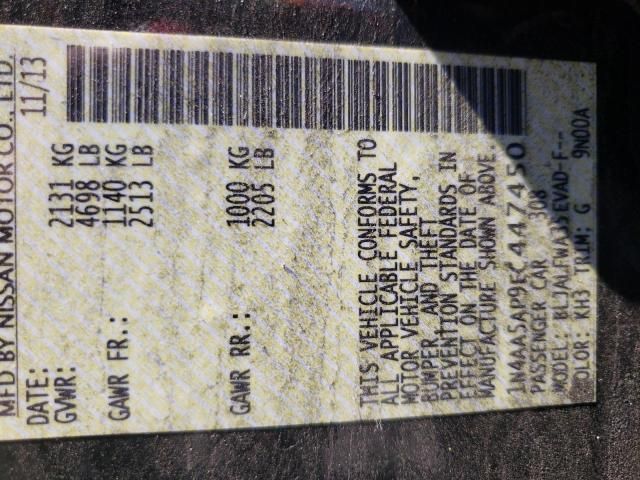 MFD BY NISSAN MOTOR CO., LTD.
DATE: 11/13
GVWR: 2131 KG
4698 LB
GAWR FR.: 1140 KG
2513 LB
GAWR RR.: 1000 KG
2205 LB
THIS VEHICLE CONFORMS TO
ALL APPLICABLE FEDERAL
MOTOR VEHICLE SAFETY,
BUMPER, AND THEFT
PREVENTION STANDARDS IN
EFFECT ON THE DATE OF
MANUFACTURE SHOWN ABOVE.
1N4AA5AP9EC447450
PASSENGER CAR 308
MODEL: BLJALFWA35EVAD-F--
OLOR: KH3 TRIM: G 9N00A